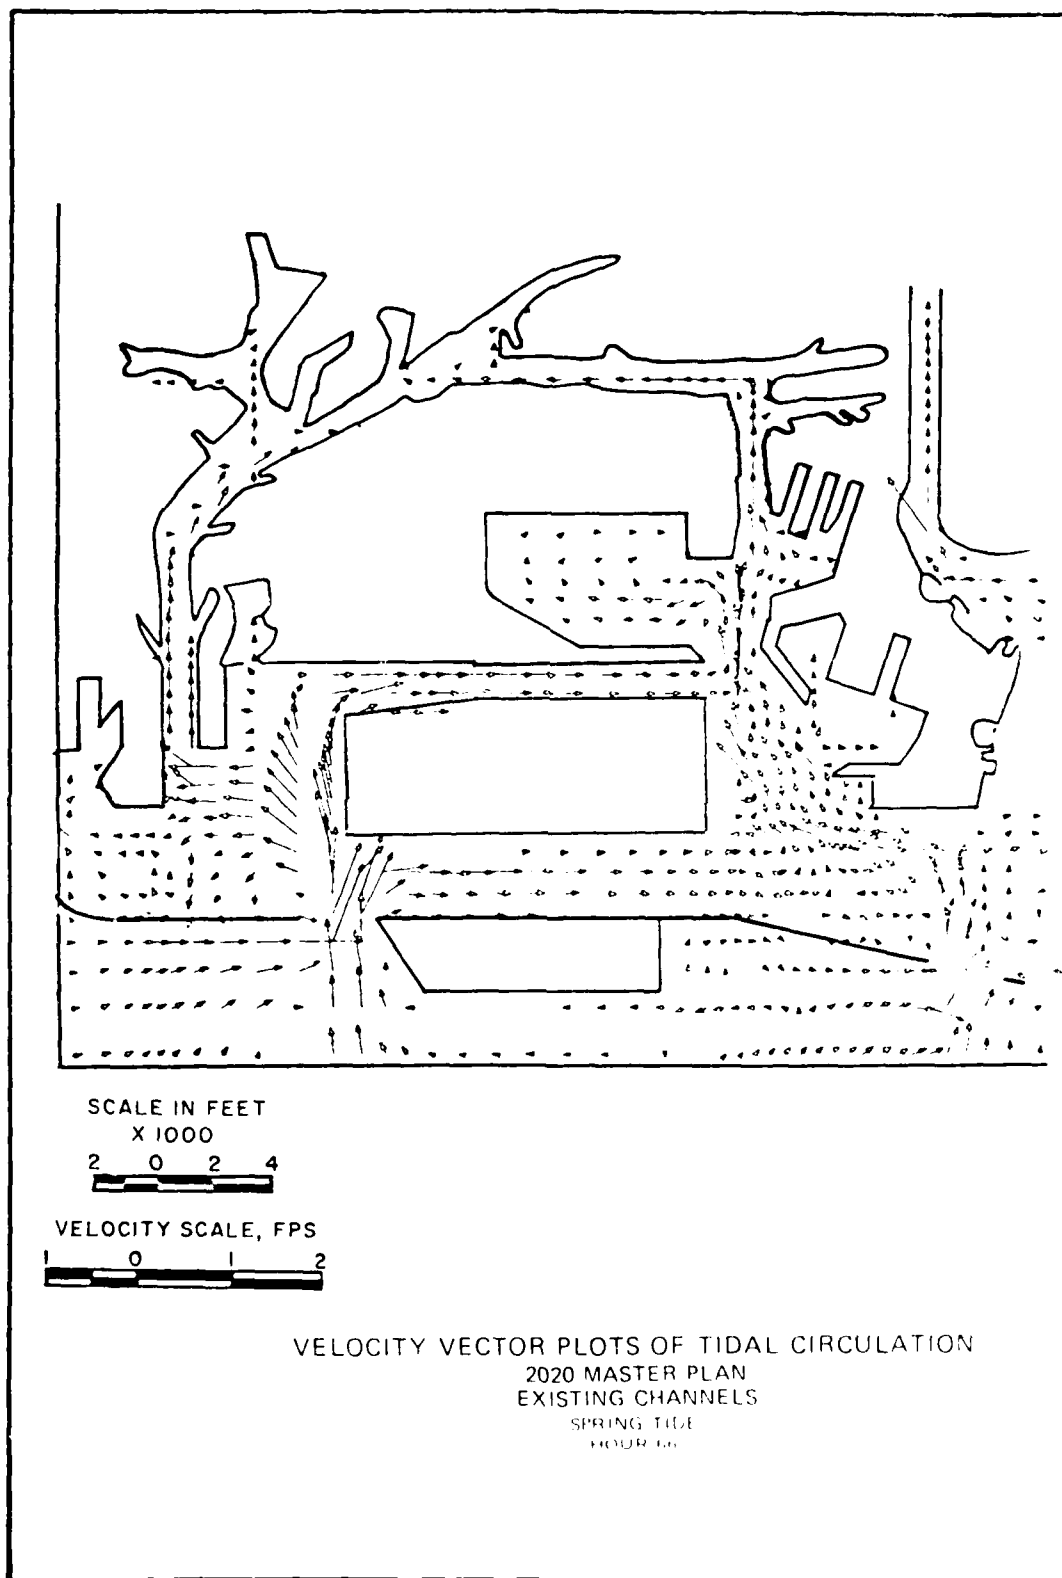 SCALE IN FEET
X 1000
2 0 2 4
VELOCITY SCALE, FPS
1 0 1 2
VELOCITY VECTOR PLOTS OF TIDAL CIRCULATION
2020 MASTER PLAN
EXISTING CHANNELS
SPRING TIDE
HOUR